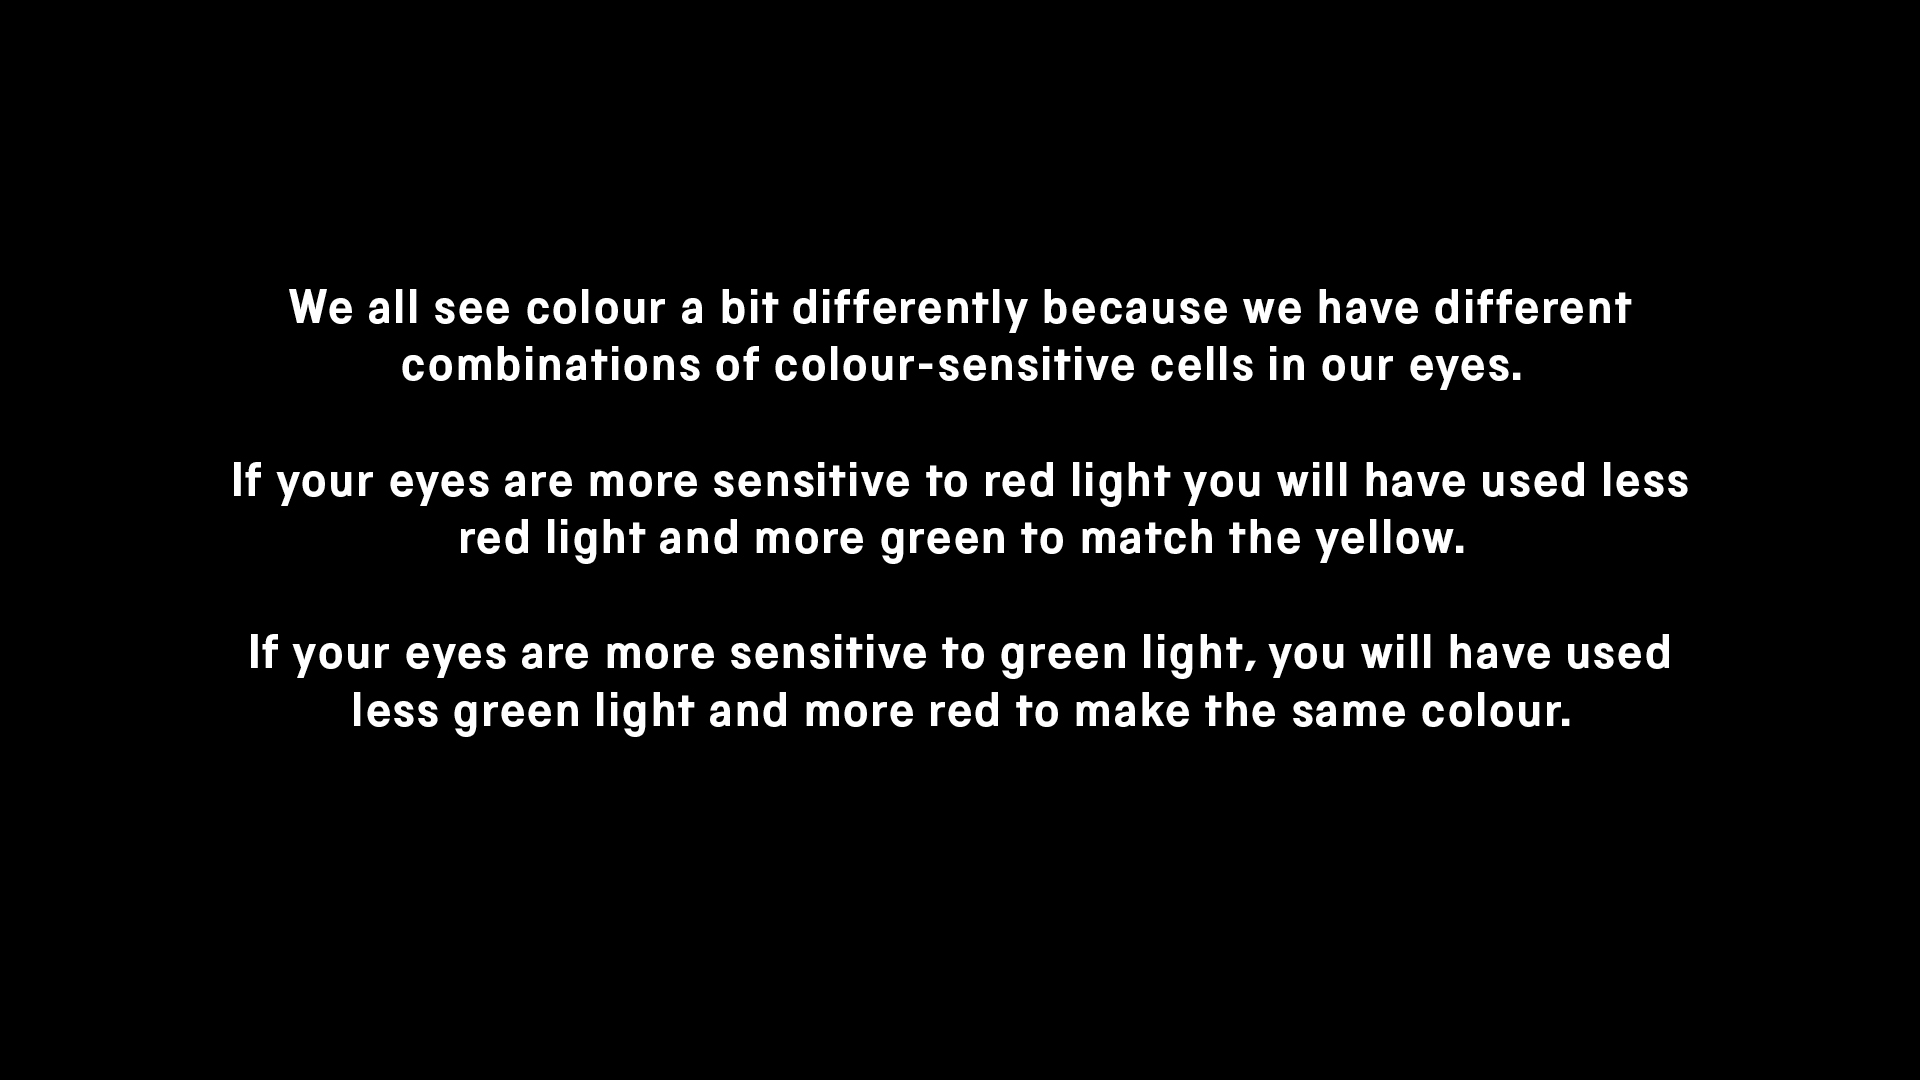 We all see colour a bit differently because we have different
combinations of colour-sensitive cells in our eyes.
If your eyes are more sensitive to red light you will have used less
red light and more green to match the yellow.
If your eyes are more sensitive to green light, you will have used
less green light and more red to make the same colour.